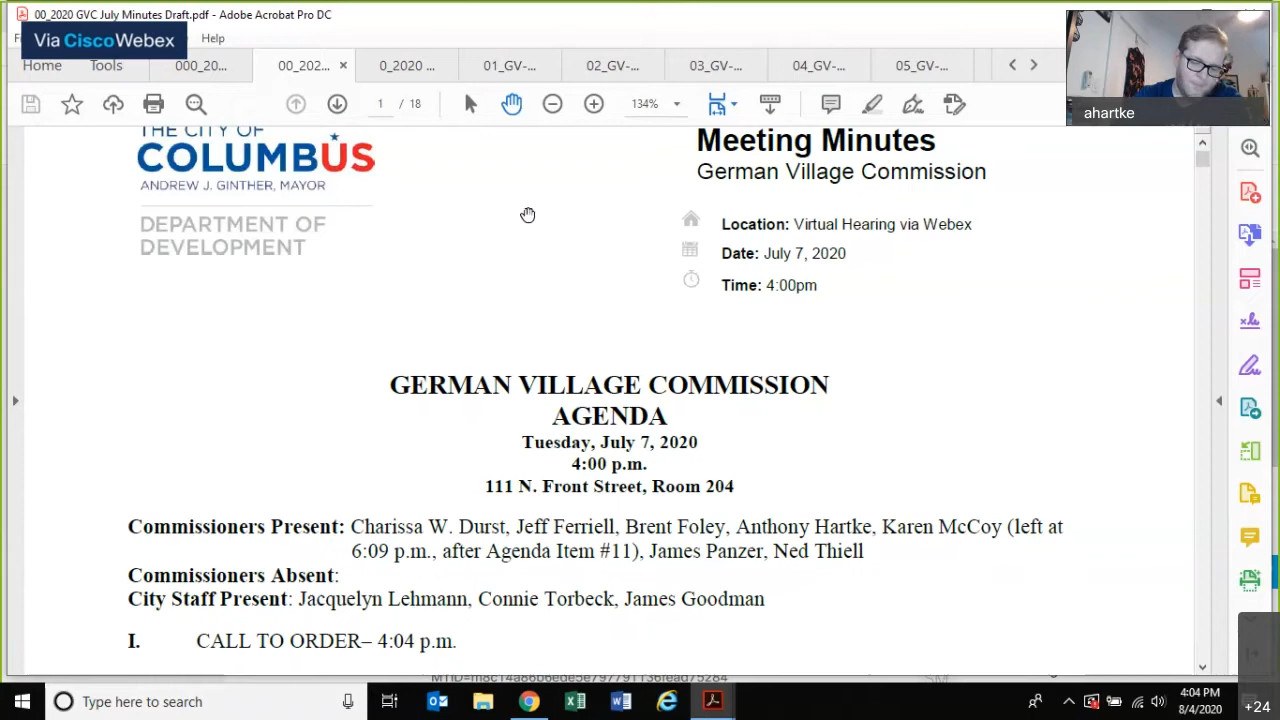 00_2020 GVC July Minutes Draft.pdf - Adobe Acrobat Pro DC
Via CiscoWebex
Help
Home Tools 000_20... 00_202... × 0_2020 ... 01_GV-... 02_GV-... 03_GV-... 04_GV-... 05_GV-...
1 / 18 134%
ahartke
THE CITY OF
COLUMBUS
ANDREW J. GINTHER, MAYOR
DEPARTMENT OF
DEVELOPMENT
Meeting Minutes
German Village Commission
Location: Virtual Hearing via Webex
Date: July 7, 2020
Time: 4:00pm
GERMAN VILLAGE COMMISSION
AGENDA
Tuesday, July 7, 2020
4:00 p.m.
111 N. Front Street, Room 204
Commissioners Present: Charissa W. Durst, Jeff Ferriell, Brent Foley, Anthony Hartke, Karen McCoy (left at
6:09 p.m., after Agenda Item #11), James Panzer, Ned Thiell
Commissioners Absent:
City Staff Present: Jacquelyn Lehmann, Connie Torbeck, James Goodman
I. CALL TO ORDER– 4:04 p.m.
Type here to search
4:04 PM
8/4/2020
+24